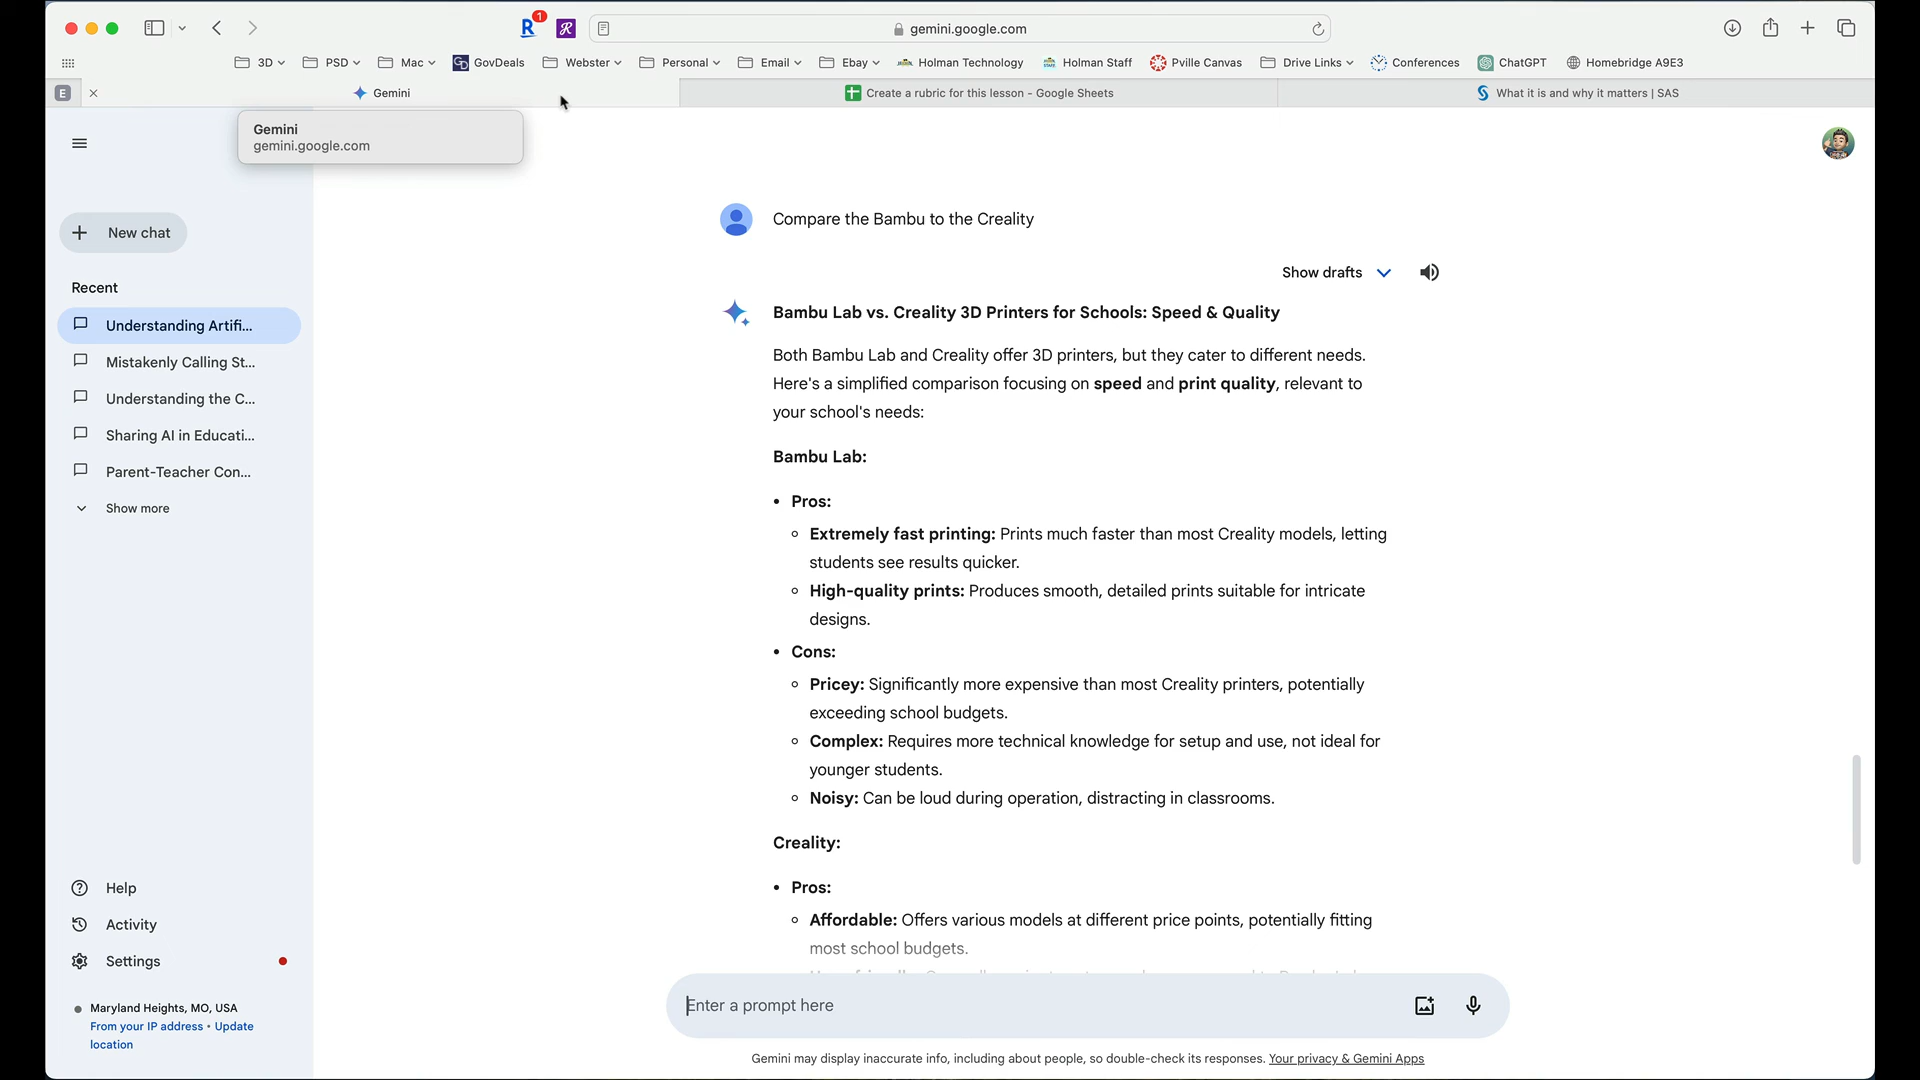 1
gemini.google.com
3D
PSD
Mac
GD GovDeals
Webster
Personal
Email
Ebay
Holman Technology
Holman Staff
Pville Canvas
Drive Links
Conferences
ChatGPT
Homebridge A9E3
E
Gemini
Create a rubric for this lesson - Google Sheets
What it is and why it matters | SAS
Gemini
gemini.google.com
New chat
Recent
Understanding Artifi...
Mistakenly Calling St...
Understanding the C...
Sharing AI in Educati...
Parent-Teacher Con...
Show more
Help
Activity
Settings
Maryland Heights, MO, USA
From your IP address • Update
location
Compare the Bambu to the Creality
Show drafts
Bambu Lab vs. Creality 3D Printers for Schools: Speed & Quality
Both Bambu Lab and Creality offer 3D printers, but they cater to different needs.
Here's a simplified comparison focusing on speed and print quality, relevant to
your school's needs:
Bambu Lab:
• Pros:
Extremely fast printing: Prints much faster than most Creality models, letting
students see results quicker.
High-quality prints: Produces smooth, detailed prints suitable for intricate
designs.
• Cons:
Pricey: Significantly more expensive than most Creality printers, potentially
exceeding school budgets.
Complex: Requires more technical knowledge for setup and use, not ideal for
younger students.
Noisy: Can be loud during operation, distracting in classrooms.
Creality:
• Pros:
Affordable: Offers various models at different price points, potentially fitting
most school budgets.
Enter a prompt here
Gemini may display inaccurate info, including about people, so double-check its responses. Your privacy & Gemini Apps